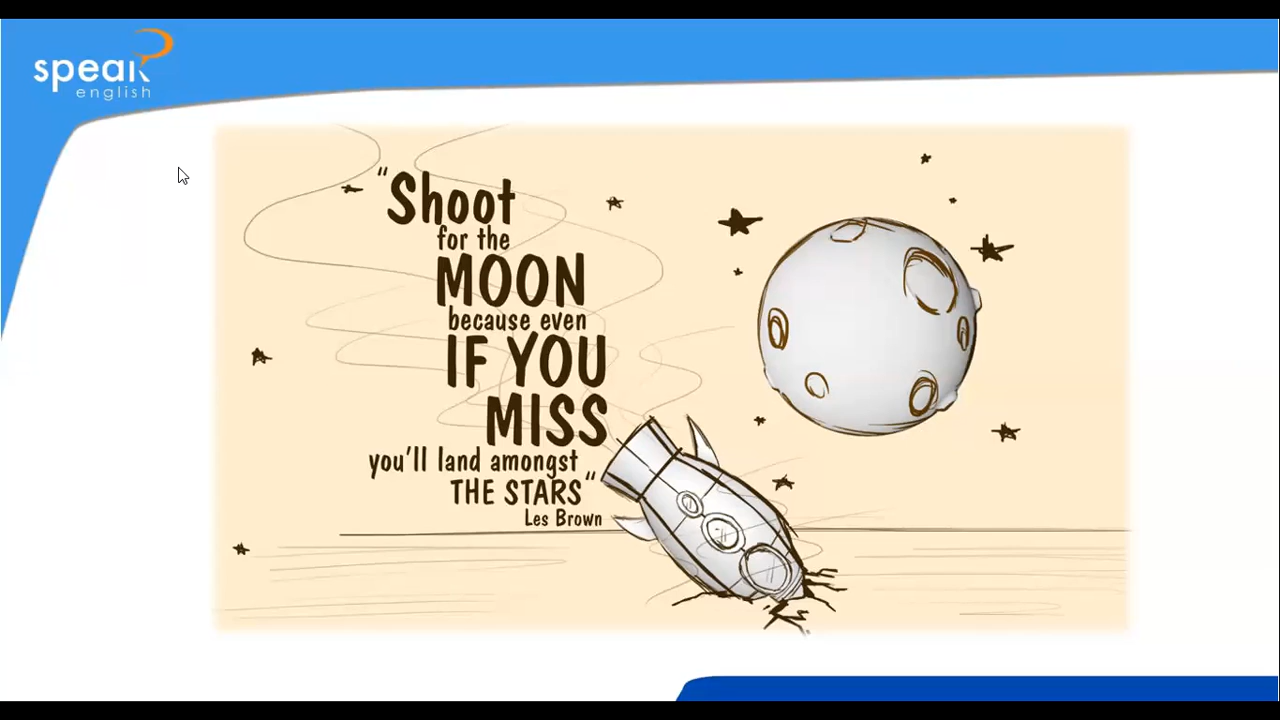 speak
english
"Shoot
for the
MOON
because even
IF YOU
MISS
you'll land amongst
THE STARS"
Les Brown